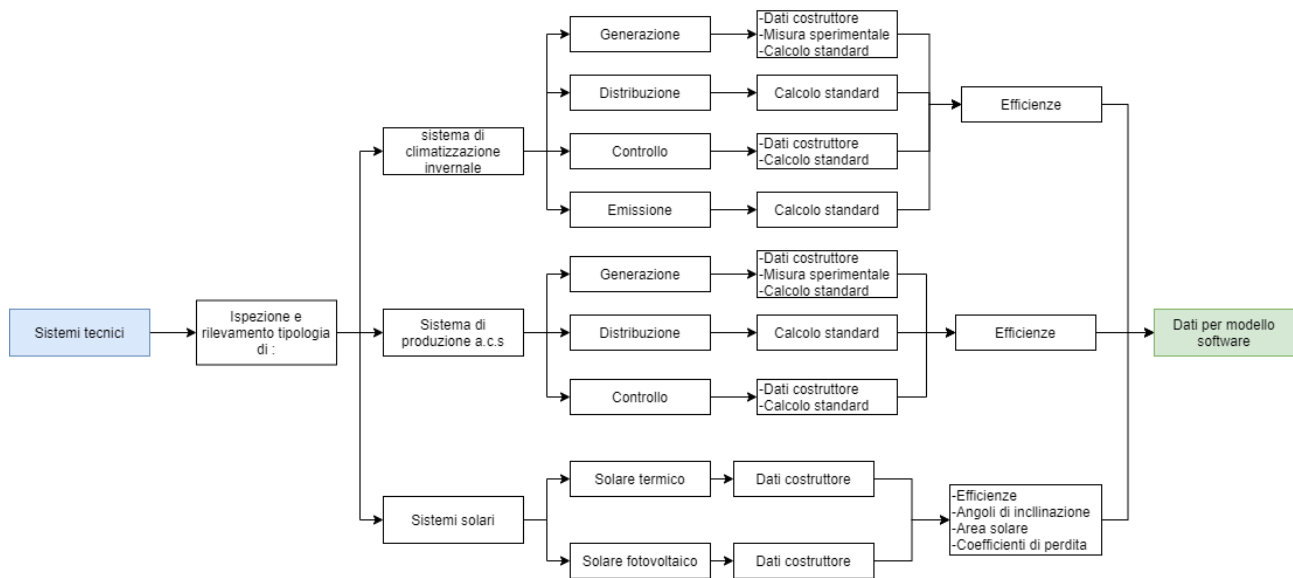 Sistemi tecnici
Ispezione e
rilevamento tipologia
di :
sistema di
climatizzazione
invernale
Generazione
-Dati costruttore
-Misura sperimentale
-Calcolo standard
Distribuzione
Calcolo standard
Controllo
-Dati costruttore
-Calcolo standard
Emissione
Calcolo standard
Efficienze
Sistema di
produzione a.c.s
Generazione
-Dati costruttore
-Misura sperimentale
-Calcolo standard
Distribuzione
Calcolo standard
Controllo
-Dati costruttore
-Calcolo standard
Efficienze
Sistemi solari
Solare termico
Dati costruttore
Solare fotovoltaico
Dati costruttore
-Efficienze
-Angoli di incllinazione
-Area solare
-Coefficienti di perdita
Dati per modello
software